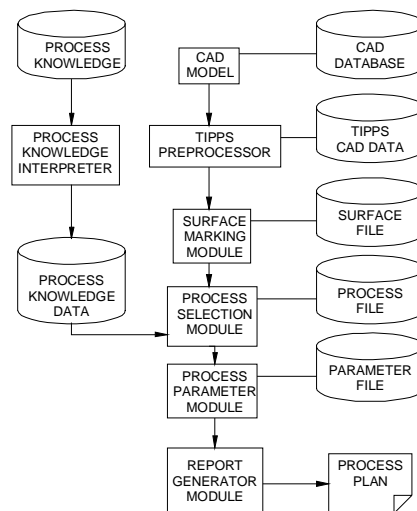 PROCESS
KNOWLEDGE
CAD
MODEL
CAD
DATABASE
PROCESS
KNOWLEDGE
INTERPRETER
TIPPS
PREPROCESSOR
TIPPS
CAD DATA
SURFACE
MARKING
MODULE
SURFACE
FILE
PROCESS
KNOWLEDGE
DATA
PROCESS
SELECTION
MODULE
PROCESS
FILE
PROCESS
PARAMETER
MODULE
PARAMETER
FILE
REPORT
GENERATOR
MODULE
PROCESS
PLAN